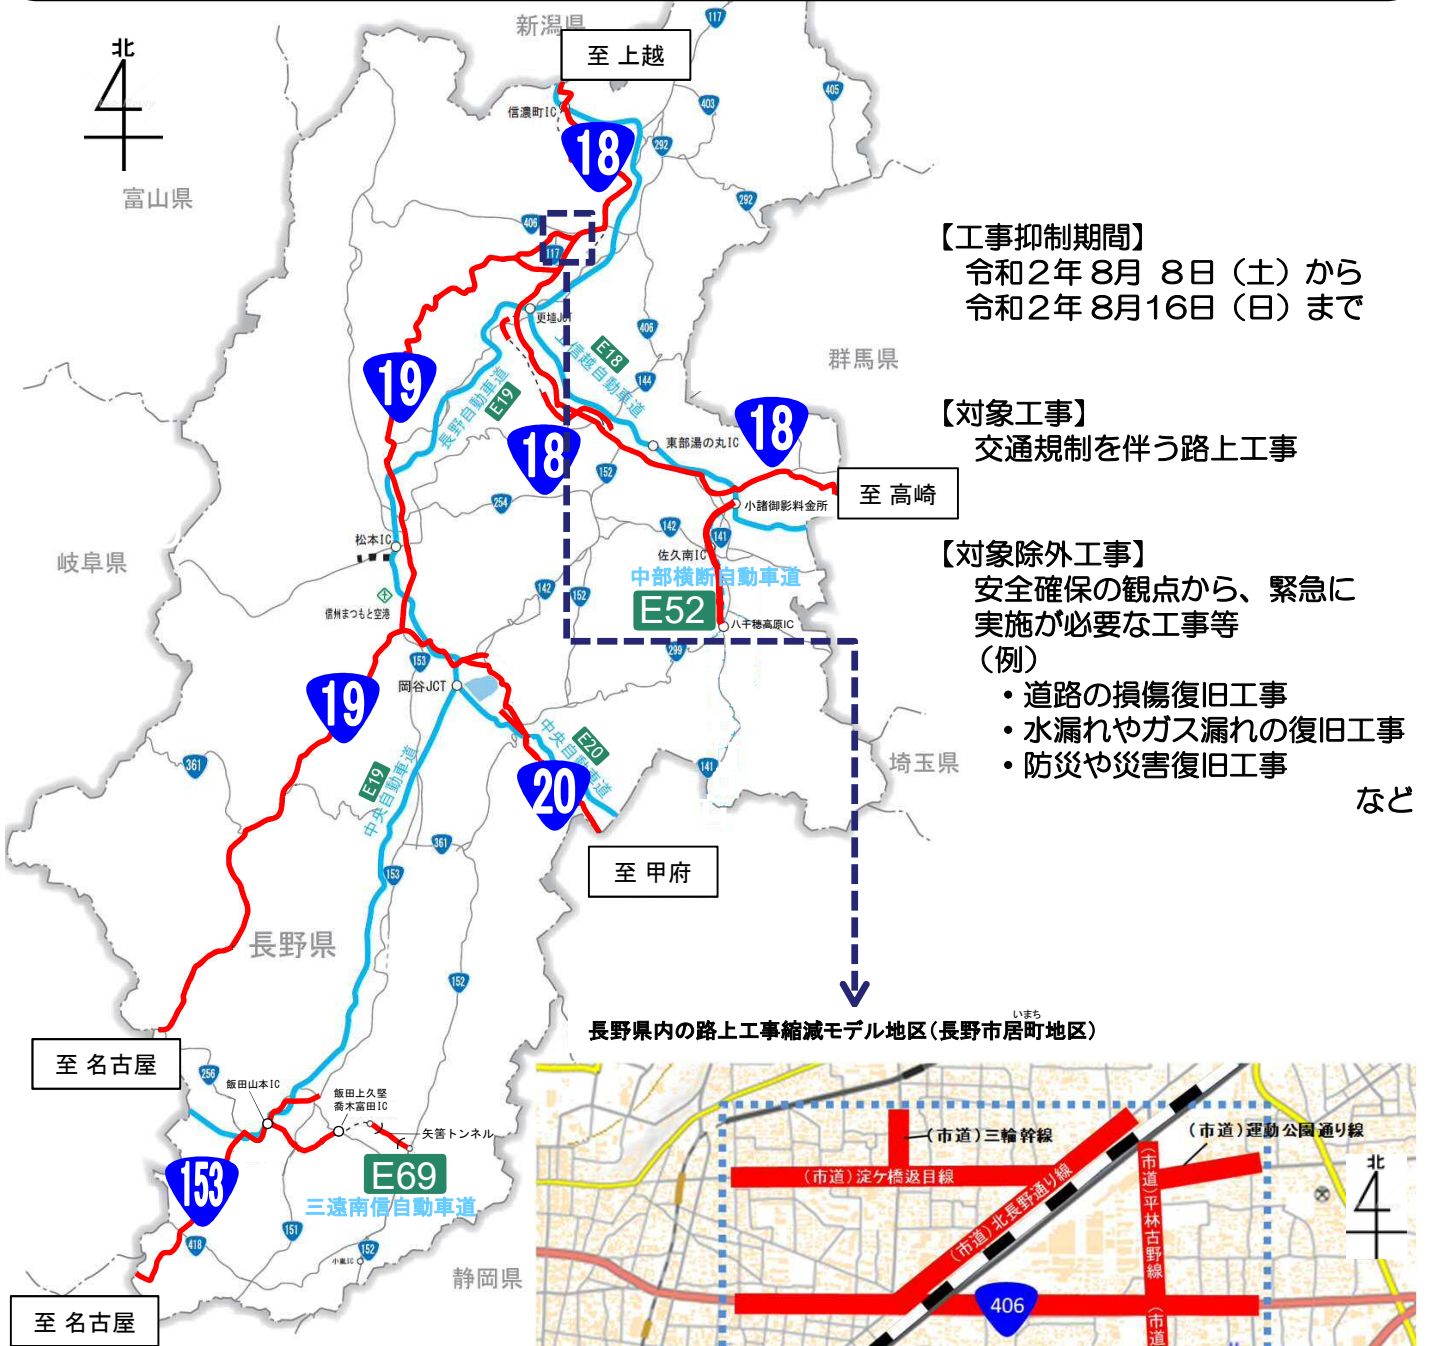 新潟県
117
至 上越
北
信濃町IC
403
405
18
292
富山県
292
406
117
【工事抑制期間】
令和２年 8月 8日（土）から
令和２年 8月16日（日）まで
更埴JCT
406
E18
上信越自動車道
群馬県
19
144
長野自動車道
E19
【対象工事】
交通規制を伴う路上工事
18
18
東部湯の丸IC
152
254
至 高崎
小諸御影料金所
142
141
松本IC
佐久南IC
岐阜県
【対象除外工事】
安全確保の観点から、緊急に
実施が必要な工事等
（例）
・道路の損傷復旧工事
・水漏れやガス漏れの復旧工事
・防災や災害復旧工事
など
中部横断自動車道
E52
142
152
信州まつもと空港
八千穂高原IC
299
153
岡谷JCT
19
361
E19
中央自動車道
E20
中央自動車道
141
埼玉県
20
361
153
至 甲府
長野県
152
いまち
長野県内の路上工事縮減モデル地区(長野市居町地区)
至 名古屋
256
飯田山本IC
飯田上久堅
喬木富田IC
矢筈トンネル
E69
三遠南信自動車道
153
151
418
152
静岡県
至 名古屋
(市道)三輪幹線
(市道)運動公園通り線
(市道)淀ケ橋返目線
(市道)北長野通り線
(市道)平林古野線
北
406
(市道